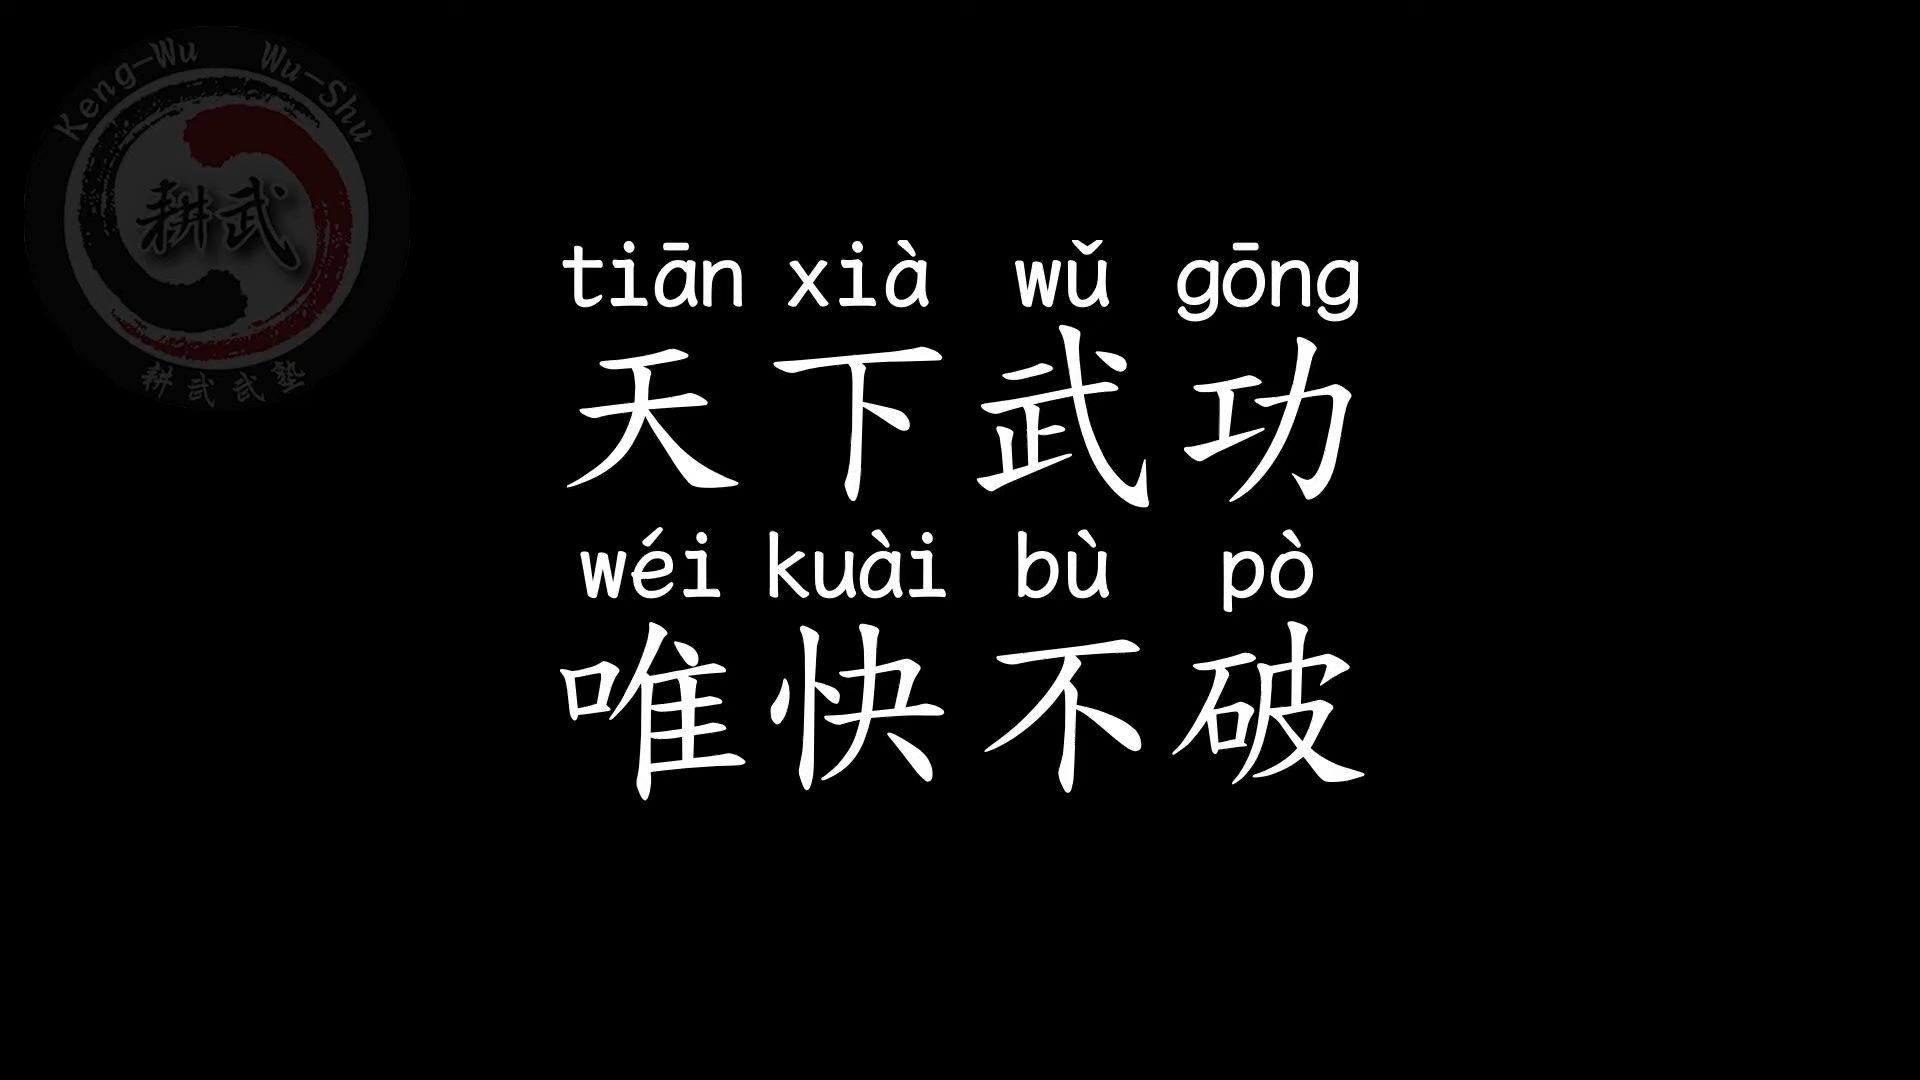 Keng-Wu Wu-Shu
耕武
耕武武塾
tiān xià wǔ gōng
天下武功
wéi kuài bù pò
唯快不破